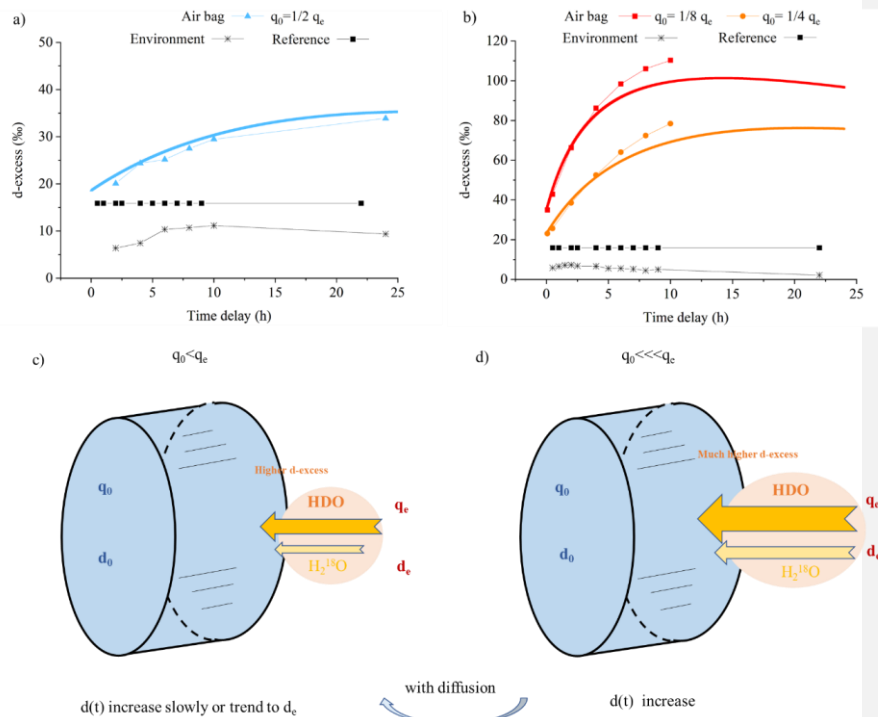 a)
Air bag q₀=1/2 qₑ
Environment Reference
50
40
30
20
10
0
d-excess (‰)
0 5 10 15 20 25
Time delay (h)
b)
Air bag q₀= 1/8 qₑ q₀= 1/4 qₑ
Environment Reference
120
100
80
60
40
20
0
d-excess (‰)
0 5 10 15 20 25
Time delay (h)
c)
q₀<qₑ
Higher d-excess
q₀
HDO
qₑ
d₀
H₂¹⁸O
dₑ
d(t) increase slowly or trend to dₑ
with diffusion
d)
q₀<<<qₑ
Much higher d-excess
q₀
HDO
qₑ
d₀
H₂¹⁸O
dₑ
d(t) increase